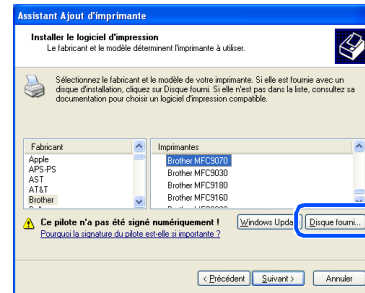 Assistant Ajout d'imprimante
Installer le logiciel d'impression
Le fabricant et le modèle déterminent l'imprimante à utiliser.
Sélectionnez le fabricant et le modèle de votre imprimante. Si elle est fournie avec un
disque d'installation, cliquez sur Disque fourni. Si elle n'est pas dans la liste, consultez sa
documentation pour choisir un logiciel d'impression compatible.
Fabricant
Apple
APS-PS
AST
AT&T
Brother
Imprimantes
Brother MFC9070
Brother MFC9030
Brother MFC9180
Brother MFC9160
Ce pilote n'a pas été signé numériquement !
Pourquoi la signature du pilote est-elle si importante ?
Windows Upda
Disque fourni...
< Précédent
Suivant >
Annuler